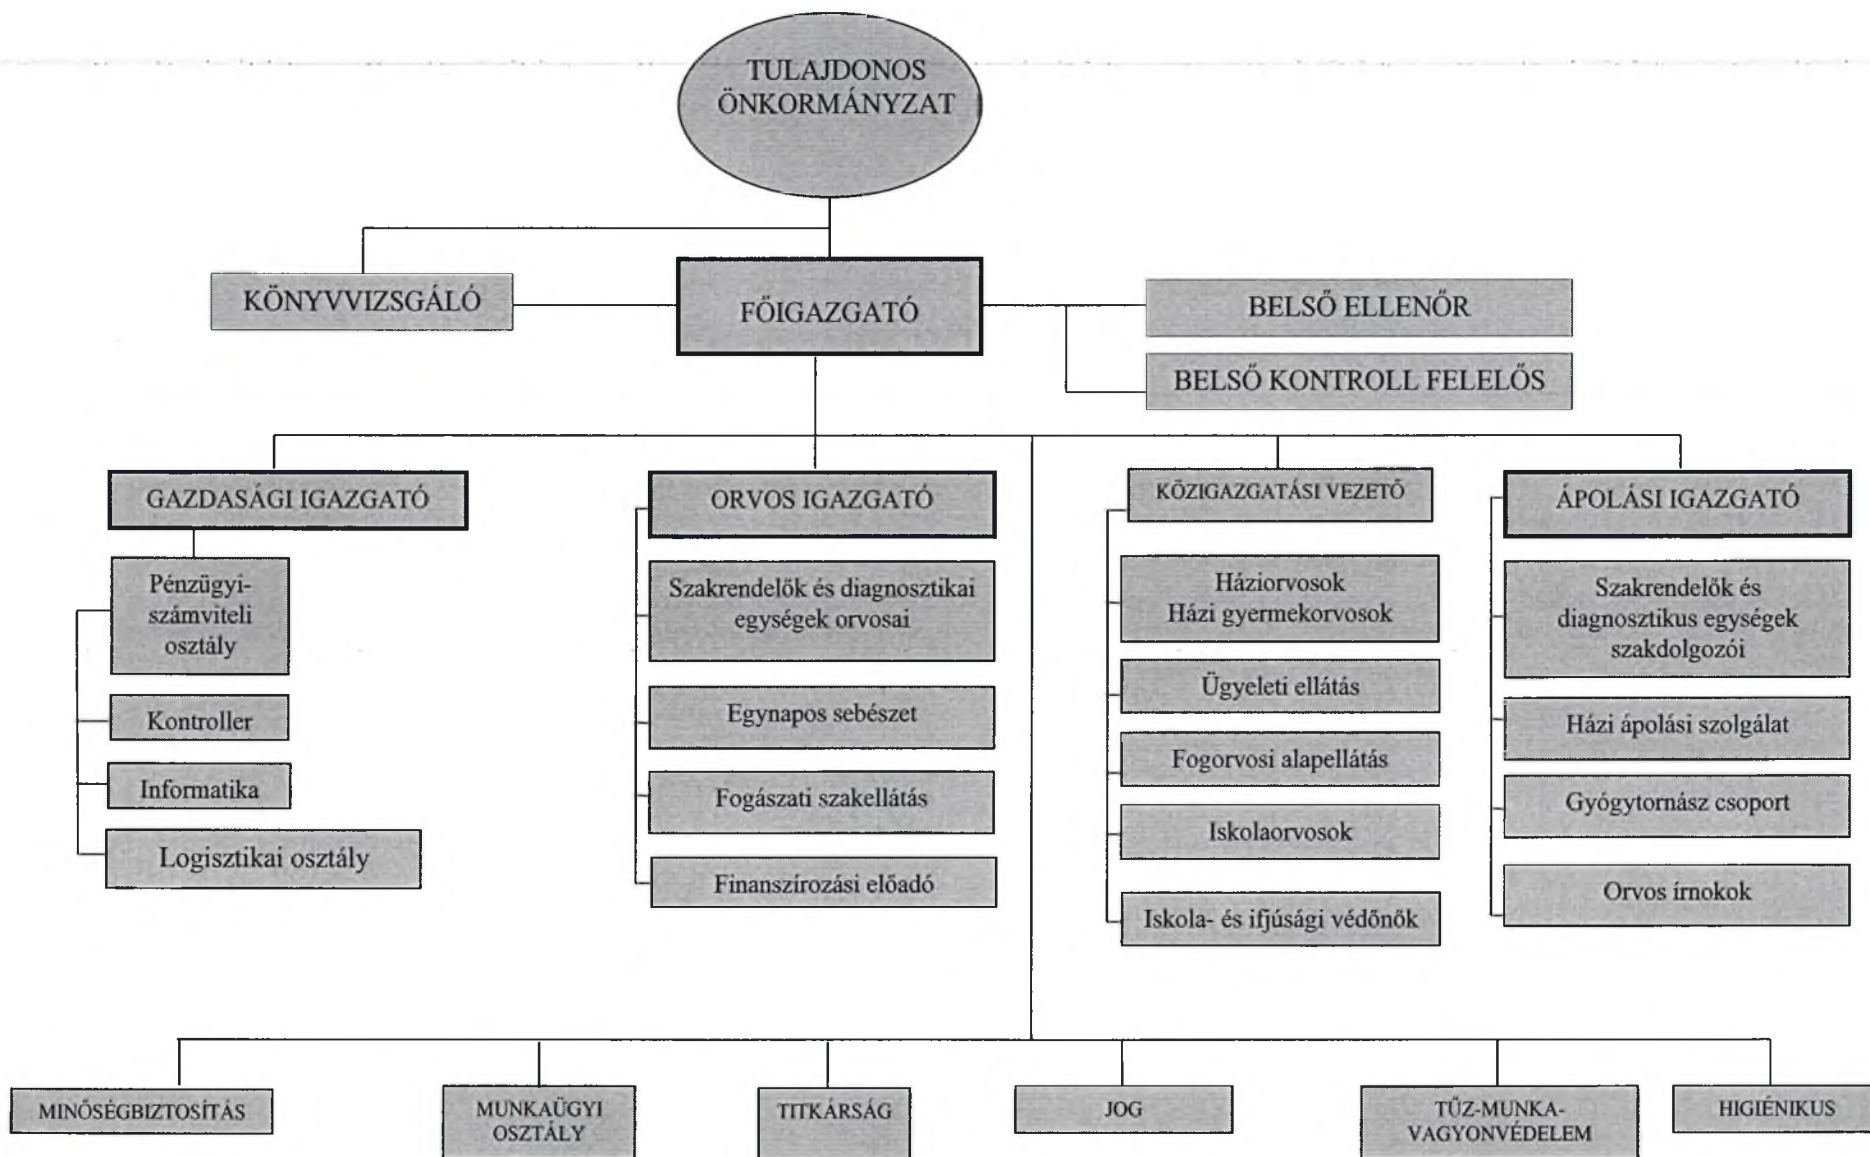 TULAJDONOS
ÖNKORMÁNYZAT
KÖNYVVIZSGÁLÓ
FŐIGAZGATÓ
BELSŐ ELLENŐR
BELSŐ KONTROLL FELELŐS
GAZDASÁGI IGAZGATÓ
Pénzügyi-
számviteli
osztály
Kontroller
Informatika
Logisztikai osztály
ORVOS IGAZGATÓ
Szakrendelők és diagnosztikai
egységek orvosai
Egynapos sebészet
Fogászati szakellátás
Finanszírozási előadó
KÖZIGAZGATÁSI VEZETŐ
Háziorvosok
Házi gyermekorvosok
Ügyeleti ellátás
Fogorvosi alapellátás
Iskolaorvosok
Iskola- és ifjúsági védőnők
ÁPOLÁSI IGAZGATÓ
Szakrendelők és
diagnosztikus egységek
szakdolgozói
Házi ápolási szolgálat
Gyógytornász csoport
Orvos írnokok
MINŐSÉGBIZTOSÍTÁS
MUNKAÜGYI
OSZTÁLY
TITKÁRSÁG
JOG
TŰZ-MUNKA-
VAGYONVÉDELEM
HIGIÉNIKUS